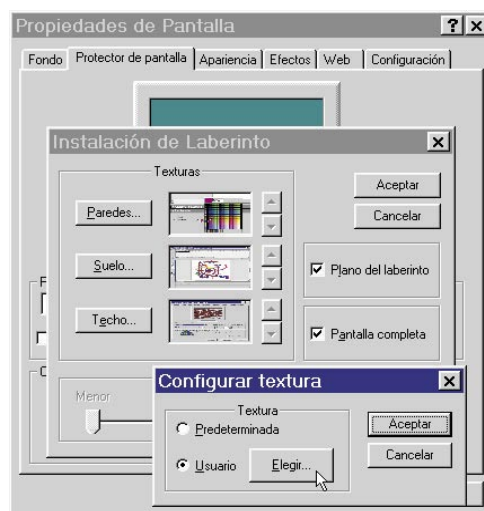 Propiedades de Pantalla
Fondo Protector de pantalla Apariencia Efectos Web Configuración
Instalación de Laberinto
Texturas
Paredes...
Suelo...
Techo...
Aceptar
Cancelar
Plano del laberinto
Pantalla completa
Menor
Configurar textura
Textura
Predeterminada
Usuario Elegir...
Aceptar
Cancelar